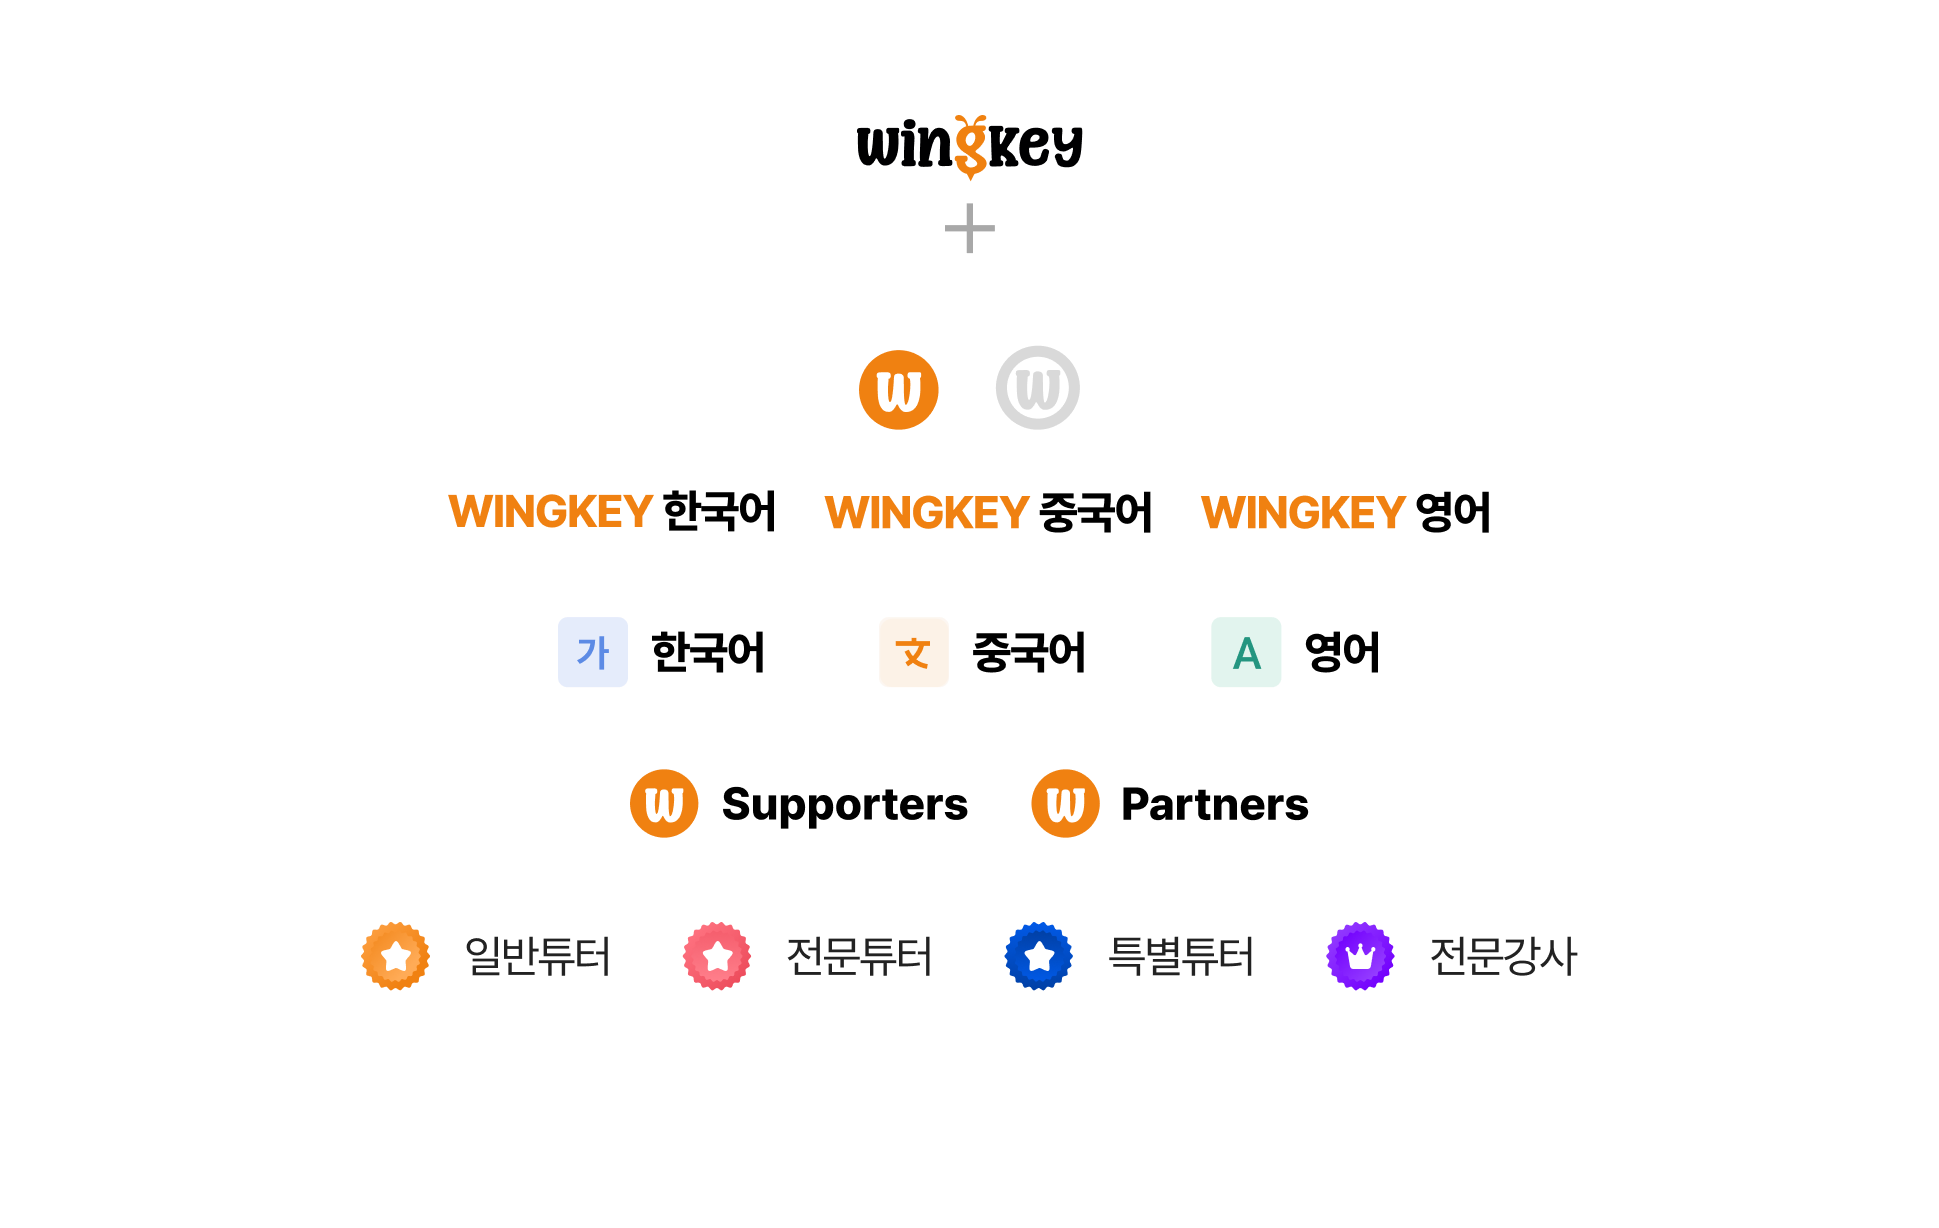 wingkey
W W
WINGKEY 한국어 WINGKEY 중국어 WINGKEY 영어
가 한국어 文 중국어 A 영어
W Supporters W Partners
일반튜터 전문튜터 특별튜터 전문강사